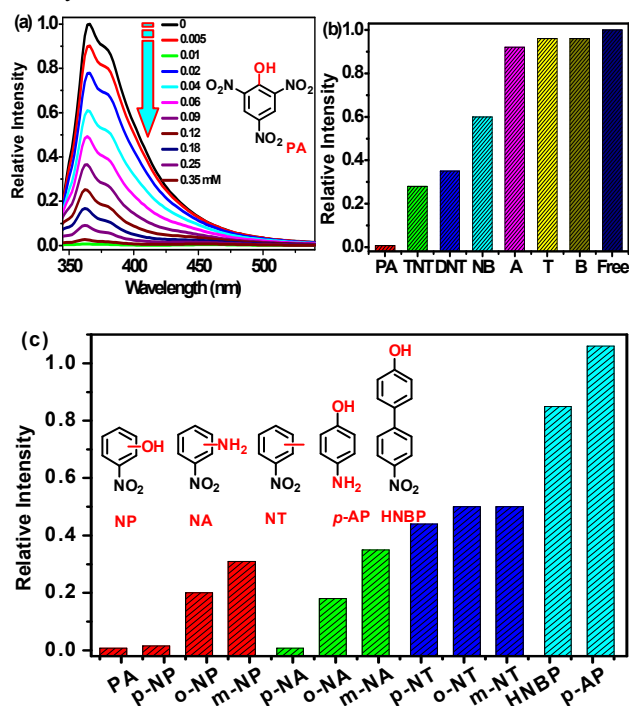 (a)
1.0
0.8
0.6
0.4
0.2
0.0
Relative Intensity
350 400 450 500
Wavelength (nm)
0
0.005
0.01
0.02
0.04
0.06
0.09
0.12
0.18
0.25
0.35 mM
OH
O₂N
NO₂
NO₂
PA
(b)
1.0
0.8
0.6
0.4
0.2
0.0
Relative Intensity
PA TNT DNT NB A T B Free
(c)
1.0
0.8
0.6
0.4
0.2
0.0
Relative Intensity
OH
NO₂
NP
NH₂
NO₂
NA
NO₂
NT
OH
NH₂
p-AP
OH
NO₂
HNBP
PA p-NP o-NP m-NP p-NA o-NA m-NA p-NT o-NT m-NT HNBP p-AP